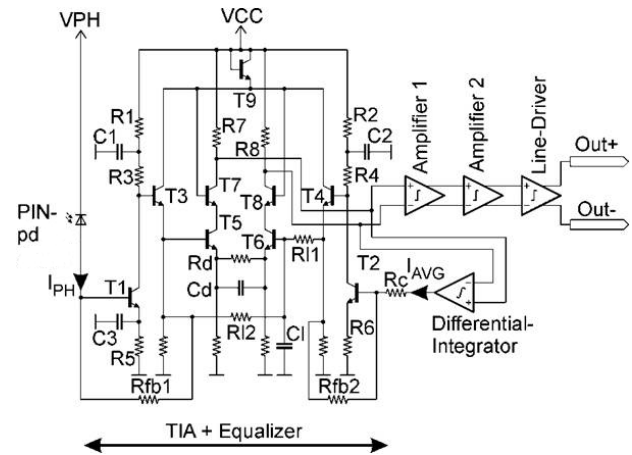 VPH
VCC
T9
R1
C1
R3
R7
R8
R2
C2
R4
T3
T7
T8
T4
T5
T6
Rl1
Rd
Cd
Rl2
Cl
PIN-
pd
IPH
T1
C3
R5
Rfb1
T2
R6
Rfb2
Rc
IAVG
Amplifier 1
Amplifier 2
Line-Driver
Out+
Out-
+
-
+
-
+
-
-
+
Differential-
Integrator
TIA + Equalizer